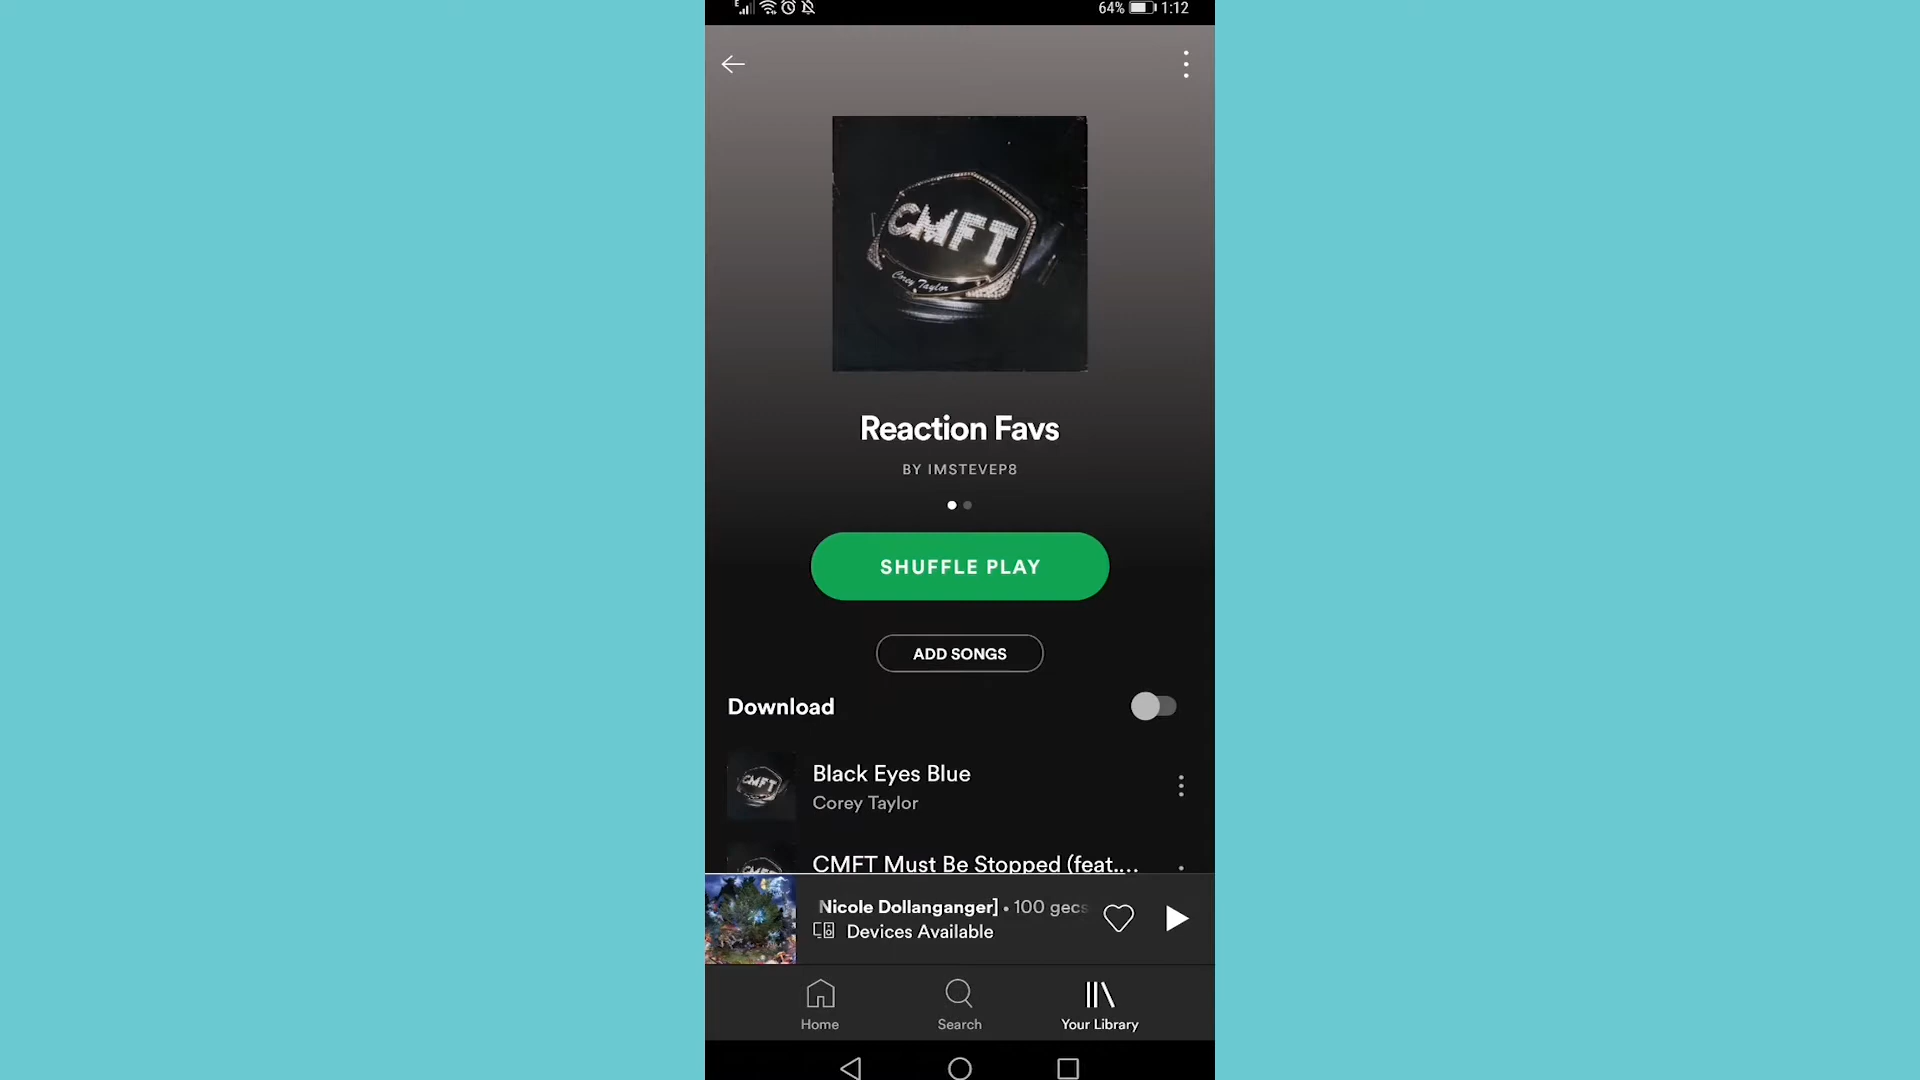 E 64% 1:12
CMFT
Corey Taylor
Reaction Favs
BY IMSTEVEP8
SHUFFLE PLAY
ADD SONGS
Download
CMFT
Black Eyes Blue
Corey Taylor
CMFT Must Be Stopped (feat....
Nicole Dollanganger] • 100 gecs
Devices Available
Home Search Your Library